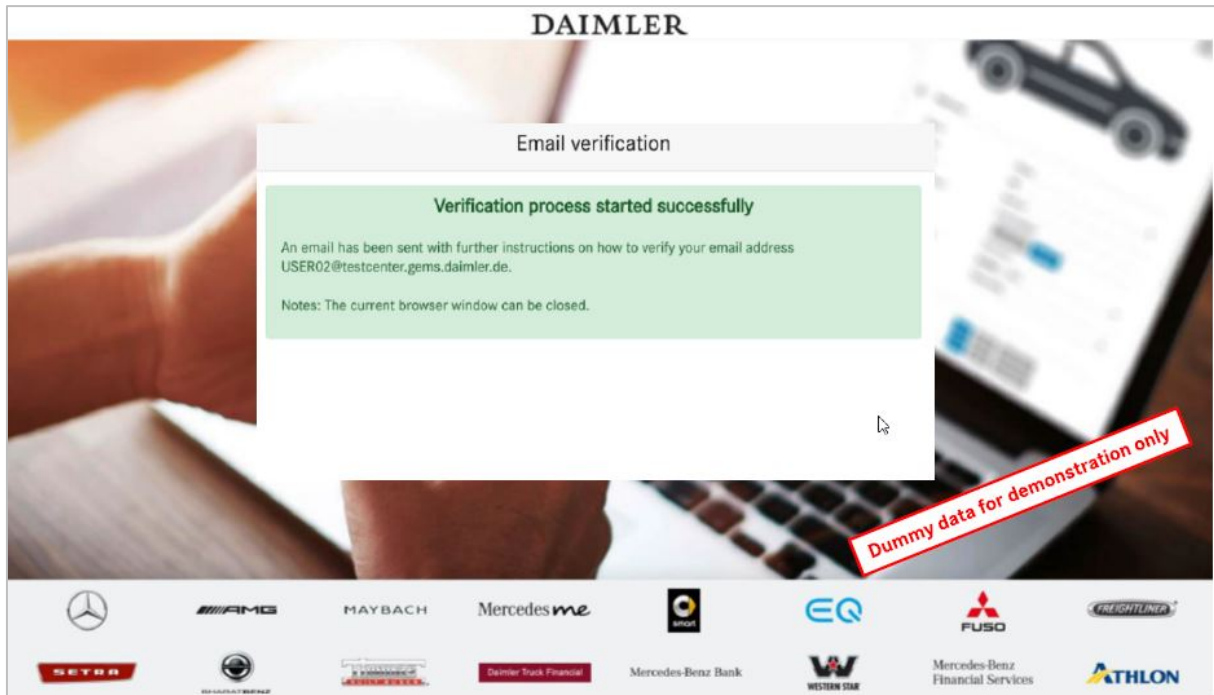 DAIMLER
Email verification
Verification process started successfully
An email has been sent with further instructions on how to verify your email address
USER02@testcenter.gems.daimler.de.
Notes: The current browser window can be closed.
Dummy data for demonstration only
AMG
MAYBACH
Mercedes me
smart
EQ
FUSO
FREIGHTLINER
SETRA
BHARATBENZ
BUILT BUSES
Daimler Truck Financial
Mercedes-Benz Bank
WESTERN STAR
Mercedes-Benz
Financial Services
ATHLON